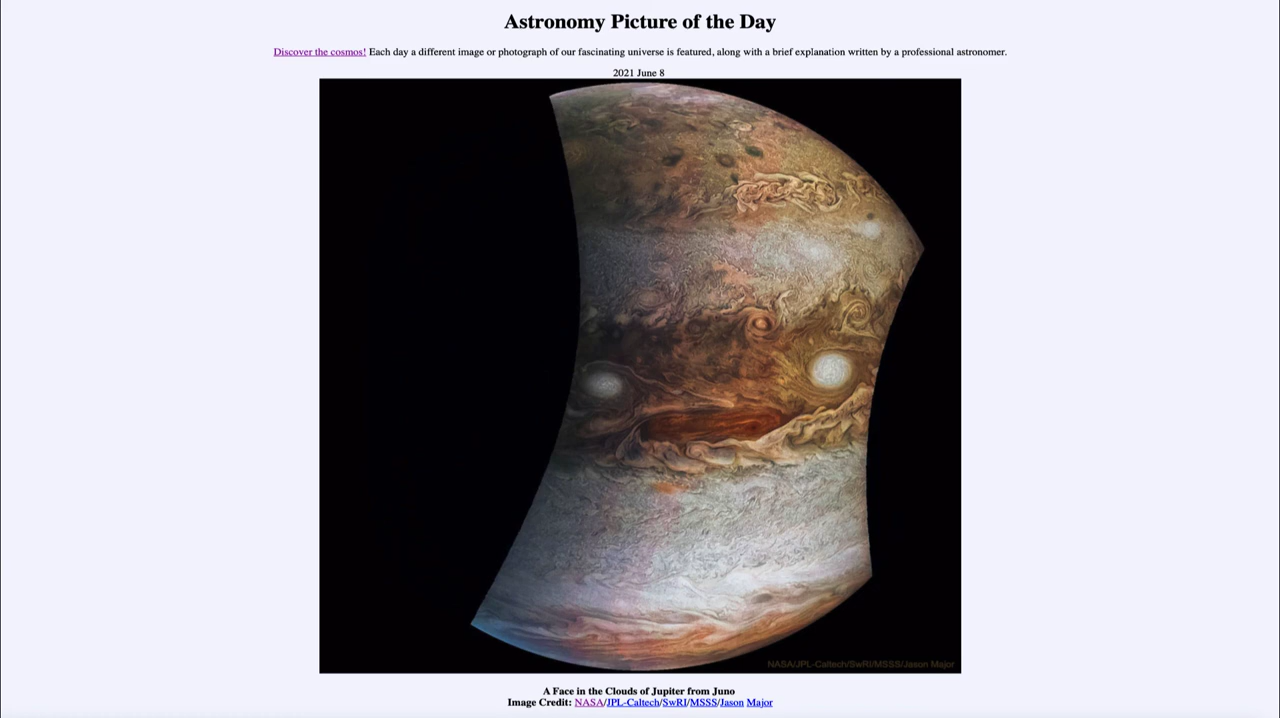 Astronomy Picture of the Day
Discover the cosmos! Each day a different image or photograph of our fascinating universe is featured, along with a brief explanation written by a professional astronomer.
2021 June 8
NASA/JPL-Caltech/SwRI/MSSS/Jason Major
A Face in the Clouds of Jupiter from Juno
Image Credit: NASA/JPL-Caltech/SwRI/MSSS/Jason Major